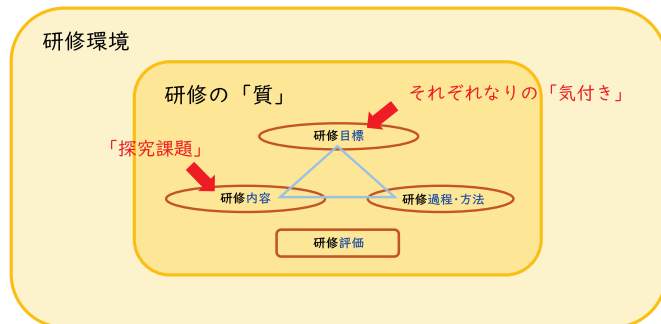 研修環境
研修の「質」
それぞれなりの「気付き」
研修目標
「探究課題」
研修内容
研修過程・方法
研修評価